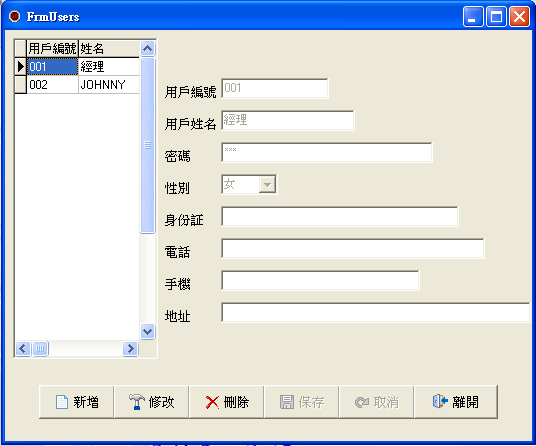 FrmUsers
用戶編號 姓名
001 經理
002 JOHNNY
用戶編號 001
用戶姓名 經理
密碼 ***
性別 女
身份証
電話
手機
地址
新增 修改 刪除 保存 取消 離開